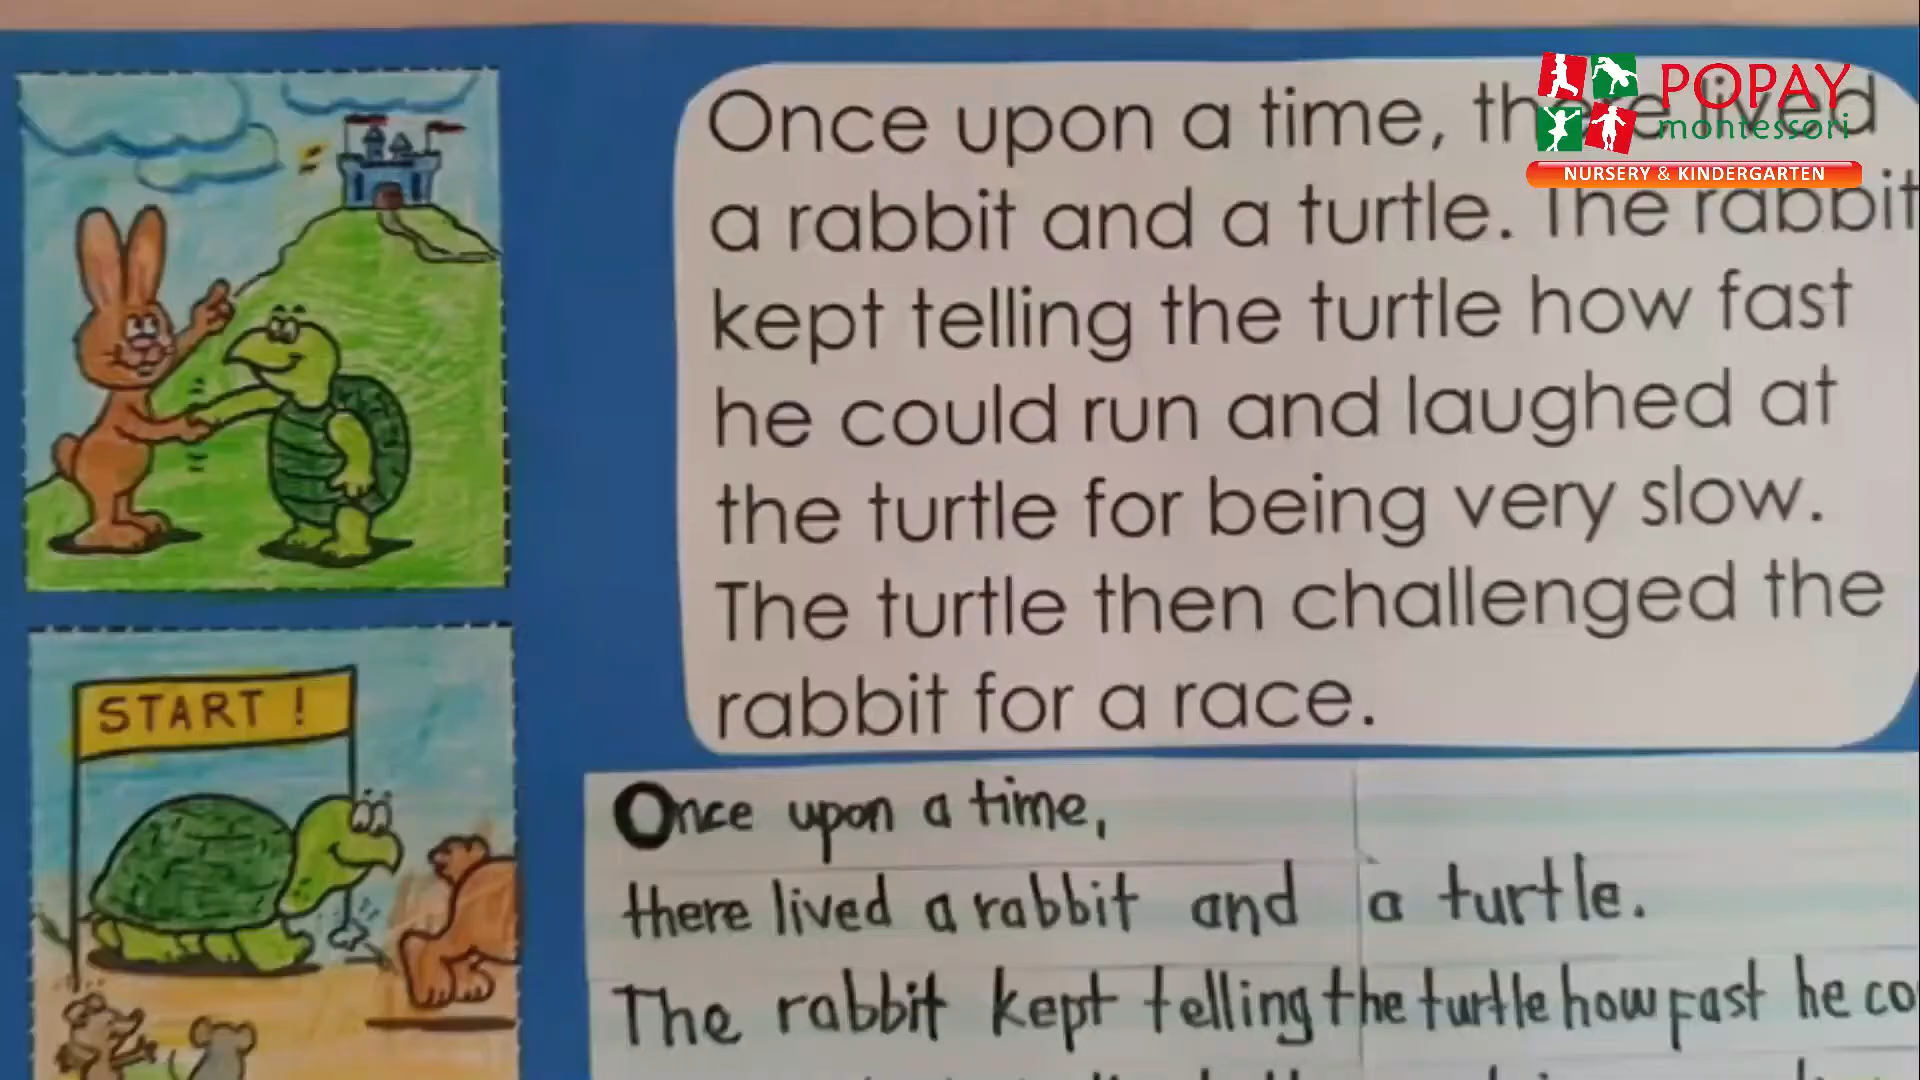 POPAY
montessori
NURSERY & KINDERGARTEN
Once upon a time, there lived
a rabbit and a turtle. The rabbit
kept telling the turtle how fast
he could run and laughed at
the turtle for being very slow.
The turtle then challenged the
rabbit for a race.
START !
Once upon a time,
there lived a rabbit and a turtle.
The rabbit kept telling the turtle how fast he co